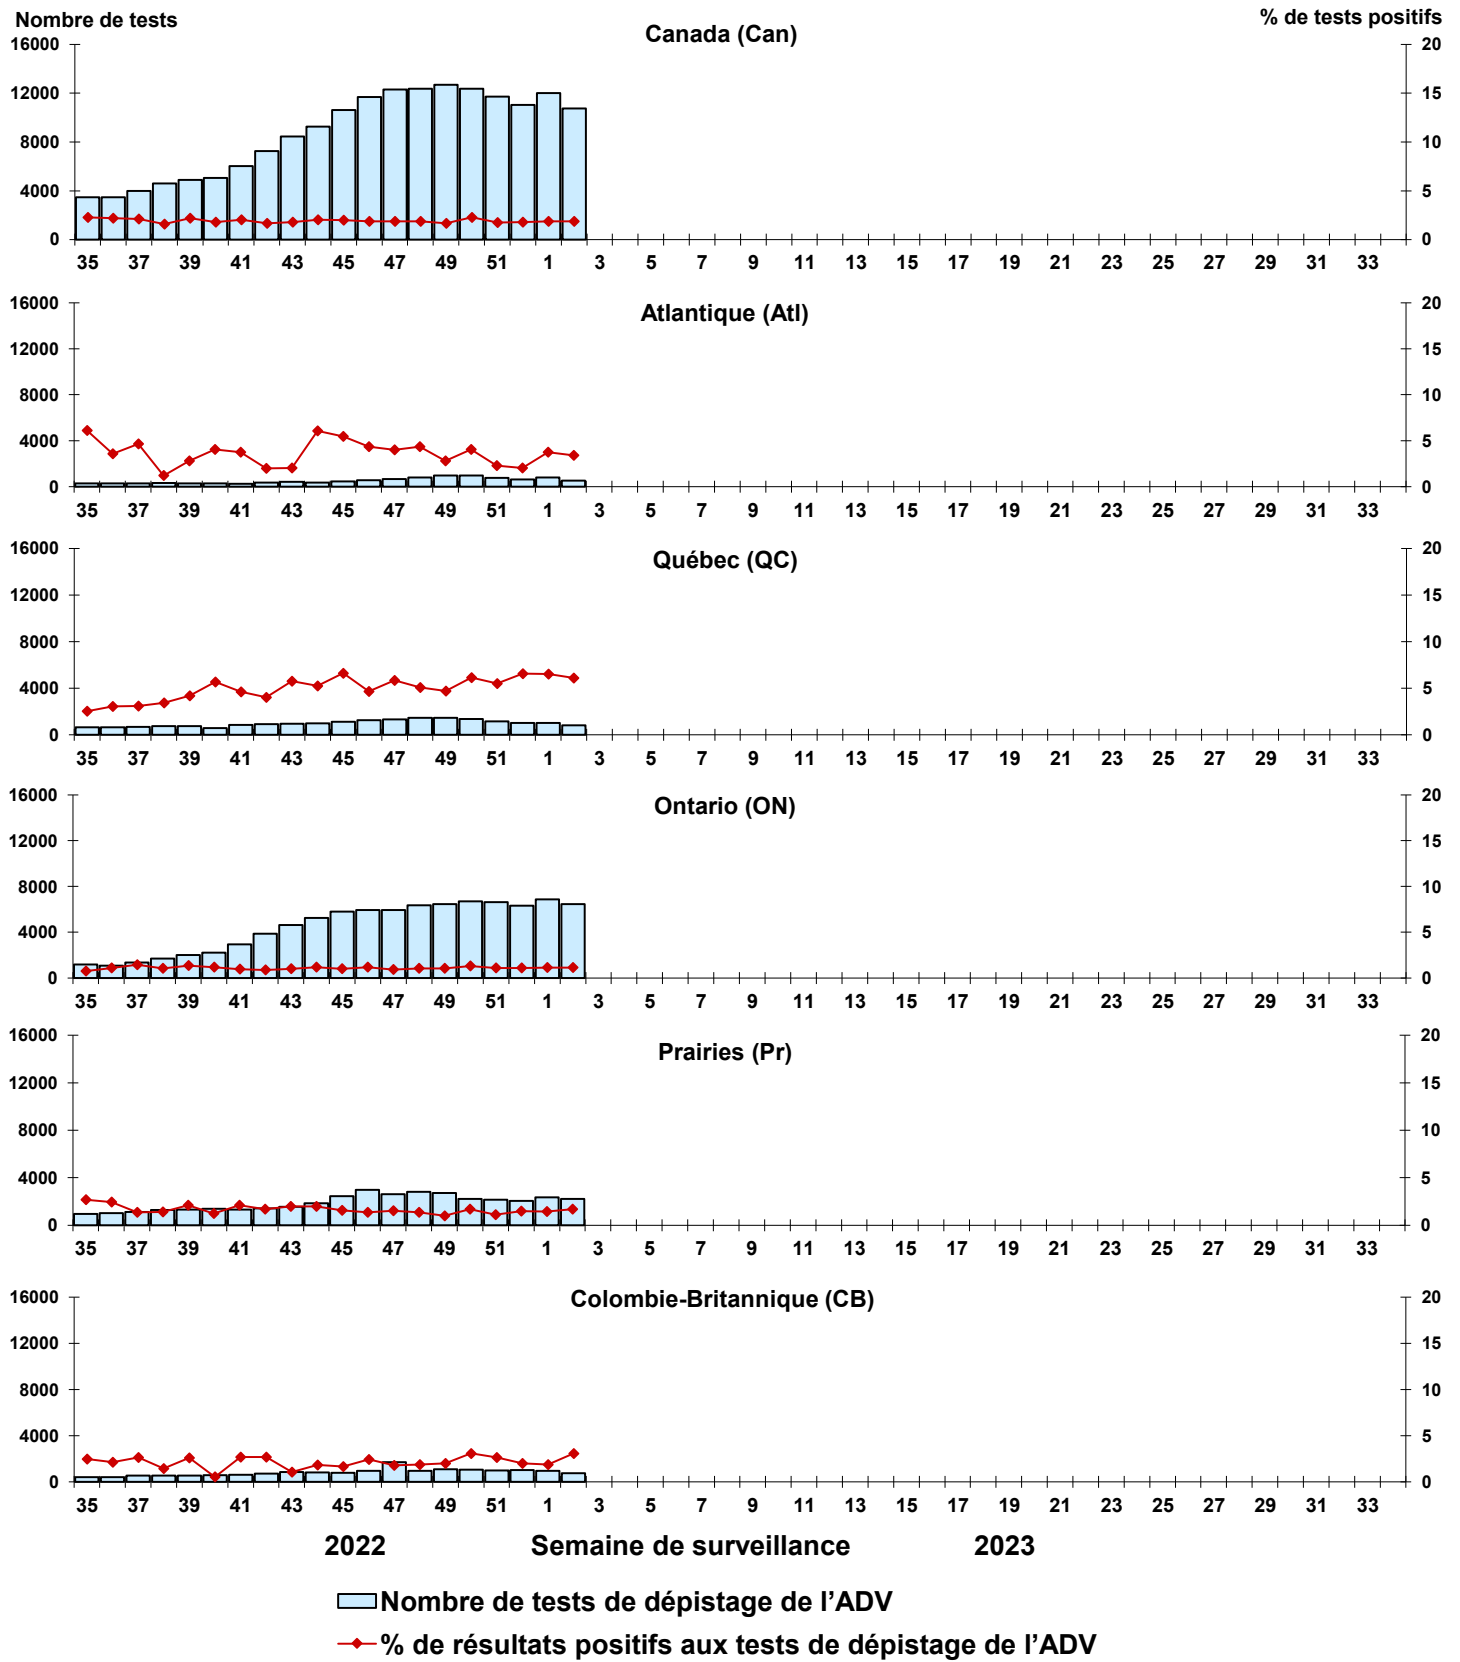 Nombre de tests
% de tests positifs
Canada (Can)
16000 20
12000 15
8000 10
4000 5
0 0
35 37 39 41 43 45 47 49 51 1 3 5 7 9 11 13 15 17 19 21 23 25 27 29 31 33
Atlantique (Atl)
16000 20
12000 15
8000 10
4000 5
0 0
35 37 39 41 43 45 47 49 51 1 3 5 7 9 11 13 15 17 19 21 23 25 27 29 31 33
Québec (QC)
16000 20
12000 15
8000 10
4000 5
0 0
35 37 39 41 43 45 47 49 51 1 3 5 7 9 11 13 15 17 19 21 23 25 27 29 31 33
Ontario (ON)
16000 20
12000 15
8000 10
4000 5
0 0
35 37 39 41 43 45 47 49 51 1 3 5 7 9 11 13 15 17 19 21 23 25 27 29 31 33
Prairies (Pr)
16000 20
12000 15
8000 10
4000 5
0 0
35 37 39 41 43 45 47 49 51 1 3 5 7 9 11 13 15 17 19 21 23 25 27 29 31 33
Colombie-Britannique (CB)
16000 20
12000 15
8000 10
4000 5
0 0
35 37 39 41 43 45 47 49 51 1 3 5 7 9 11 13 15 17 19 21 23 25 27 29 31 33
2022 Semaine de surveillance 2023
Nombre de tests de dépistage de l’ADV
% de résultats positifs aux tests de dépistage de l’ADV